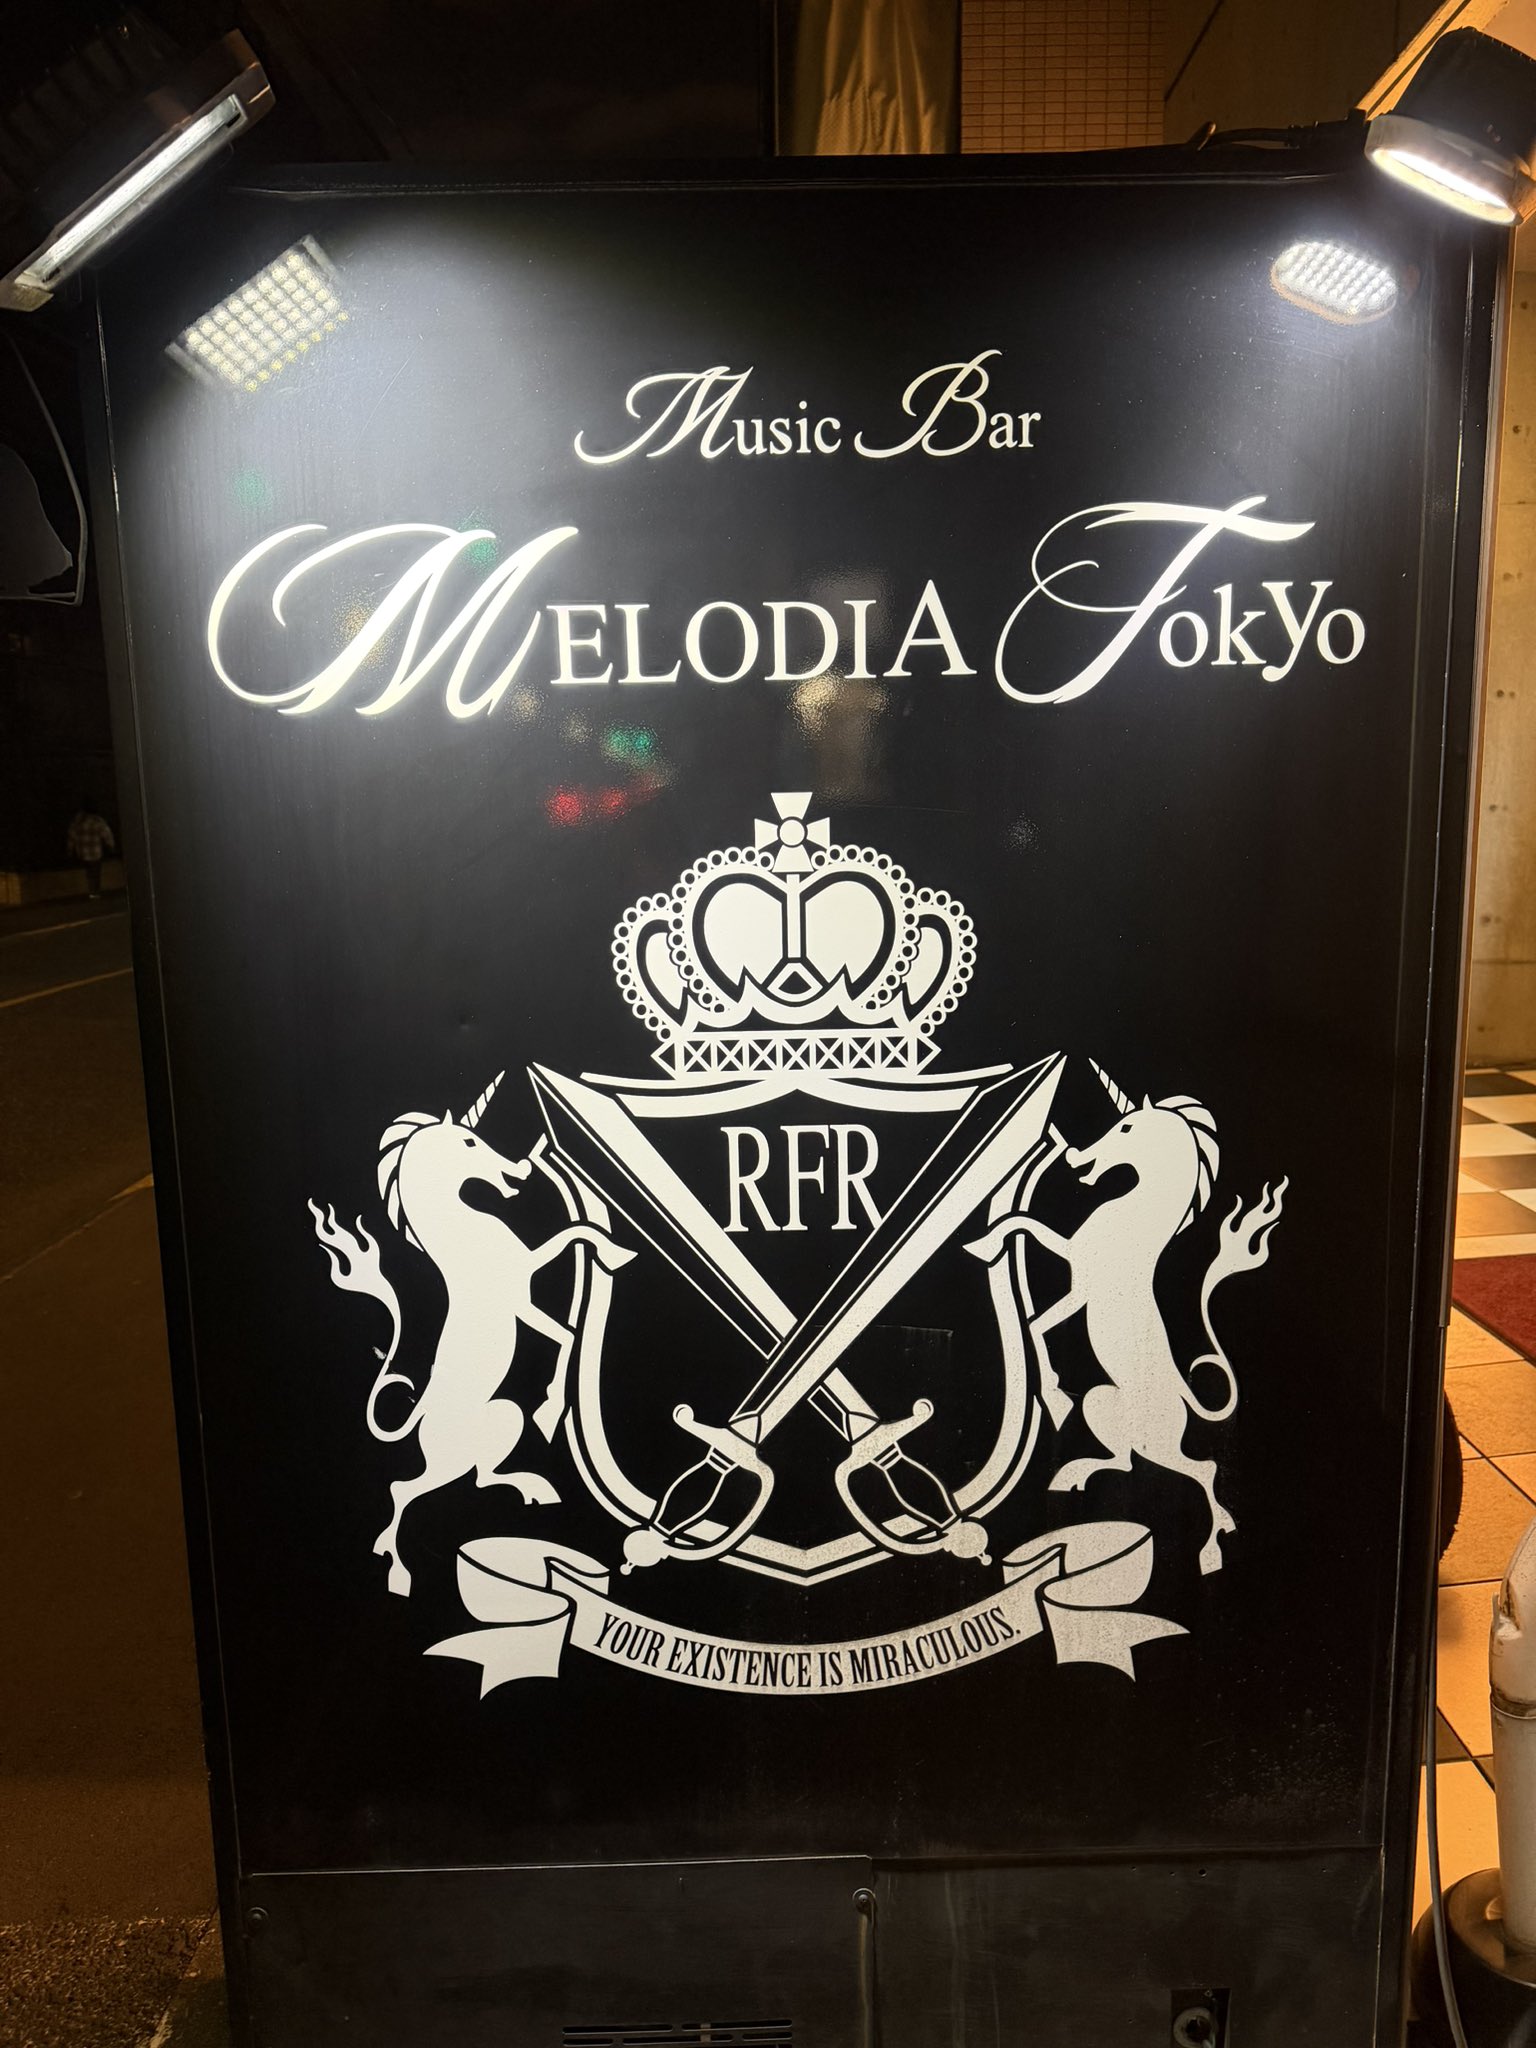 Music Bar
MELODIA Tokyo
RFR
YOUR EXISTENCE IS MIRACULOUS.